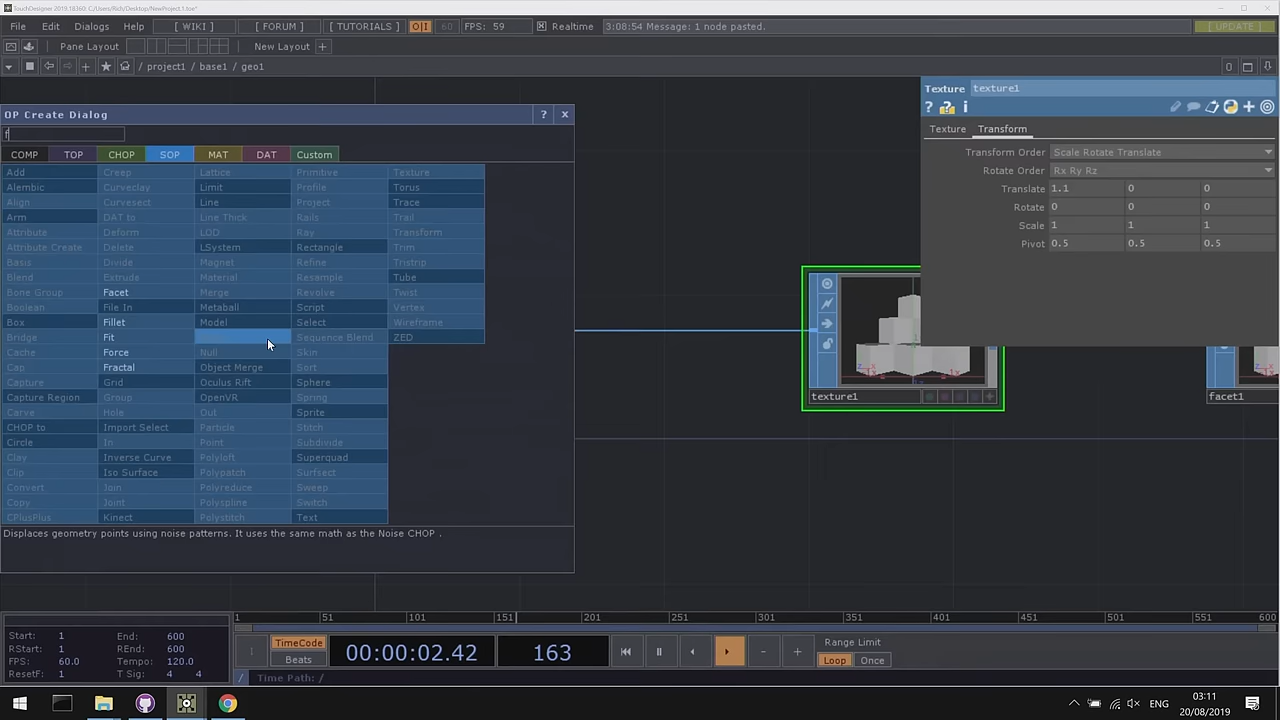 TouchDesigner 2019.18360: C:/Users/Rich/Desktop/NewProject.1.toe*
File Edit Dialogs Help [ WIKI ] [ FORUM ] [ TUTORIALS ] O|I 60 FPS: 59 Realtime 3:08:54 Message: 1 node pasted. [ UPDATE ]
Pane Layout New Layout +
/ project1 / base1 / geo1 0
OP Create Dialog ? x
f
COMP TOP CHOP SOP MAT DAT Custom
Add Creep Lattice Primitive Texture
Alembic Curveclay Limit Profile Torus
Align Curvesect Line Project Trace
Arm DAT to Line Thick Rails Trail
Attribute Deform LOD Ray Transform
Attribute Create Delete LSystem Rectangle Trim
Basis Divide Magnet Refine Tristrip
Blend Extrude Material Resample Tube
Bone Group Facet Merge Revolve Twist
Boolean File In Metaball Script Vertex
Box Fillet Model Select Wireframe
Bridge Fit Sequence Blend ZED
Cache Force Null Skin
Cap Fractal Object Merge Sort
Capture Grid Oculus Rift Sphere
Capture Region Group OpenVR Spring
Carve Hole Out Sprite
CHOP to Import Select Particle Stitch
Circle In Point Subdivide
Clay Inverse Curve Polyloft Superquad
Clip Iso Surface Polypatch Surfsect
Convert Join Polyreduce Sweep
Copy Joint Polyspline Switch
CPlusPlus Kinect Polystitch Text
Displaces geometry points using noise patterns. It uses the same math as the Noise CHOP .
Texture texture1
? ? i
Texture Transform
Transform Order Scale Rotate Translate
Rotate Order Rx Ry Rz
Translate 1.1 0 0
Rotate 0 0 0
Scale 1 1 1
Pivot 0.5 0.5 0.5
texture1
facet1
1 51 101 151 201 251 301 351 401 451 501 551 600
Start: 1 End: 600
RStart: 1 REnd: 600
FPS: 60.0 Tempo: 120.0
ResetF: 1 T Sig: 4 4
TimeCode
Beats
00:00:02.42 163
Range Limit
Loop Once
/ Time Path: /
ENG
03:11
20/08/2019